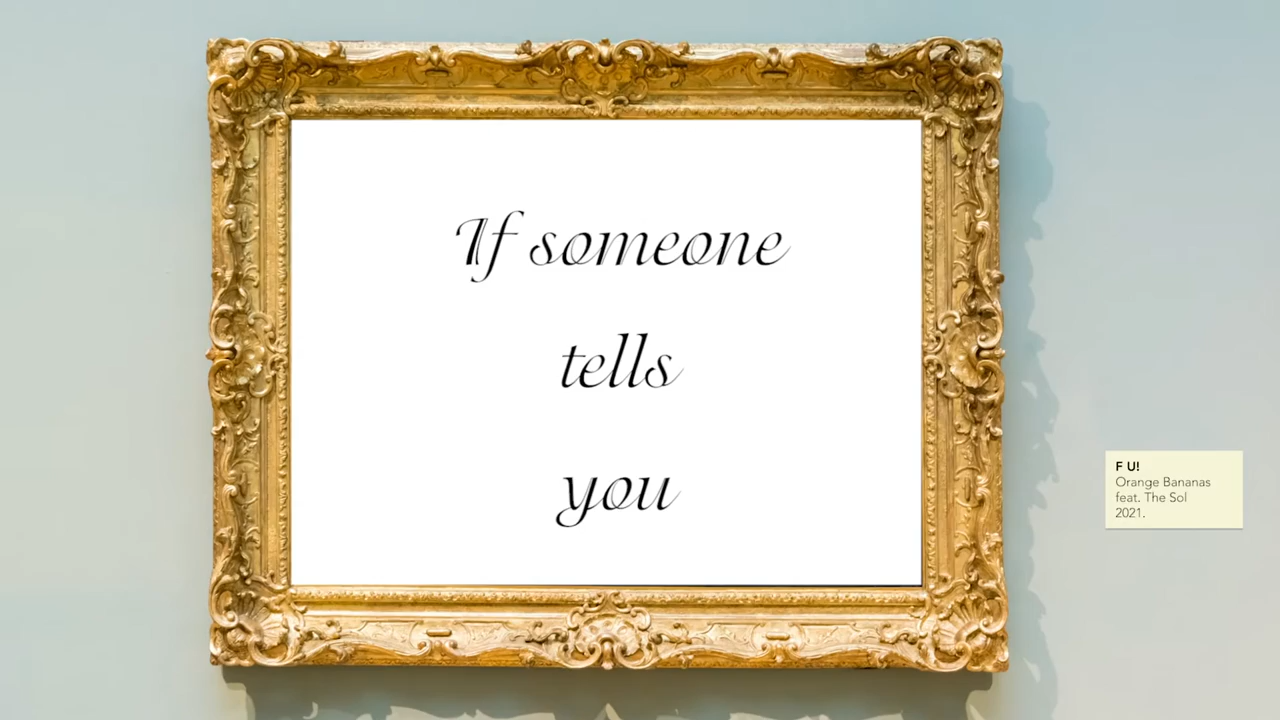 If someone
tells
you
F U!
Orange Bananas
feat. The Sol
2021.